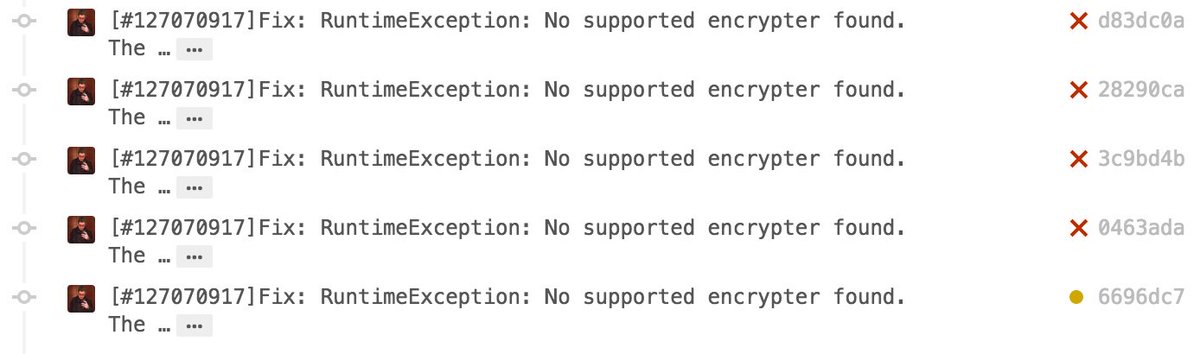 [#127070917]Fix: RuntimeException: No supported encrypter found. d83dc0a
The … …
[#127070917]Fix: RuntimeException: No supported encrypter found. 28290ca
The … …
[#127070917]Fix: RuntimeException: No supported encrypter found. 3c9bd4b
The … …
[#127070917]Fix: RuntimeException: No supported encrypter found. 0463ada
The … …
[#127070917]Fix: RuntimeException: No supported encrypter found. 6696dc7
The … …